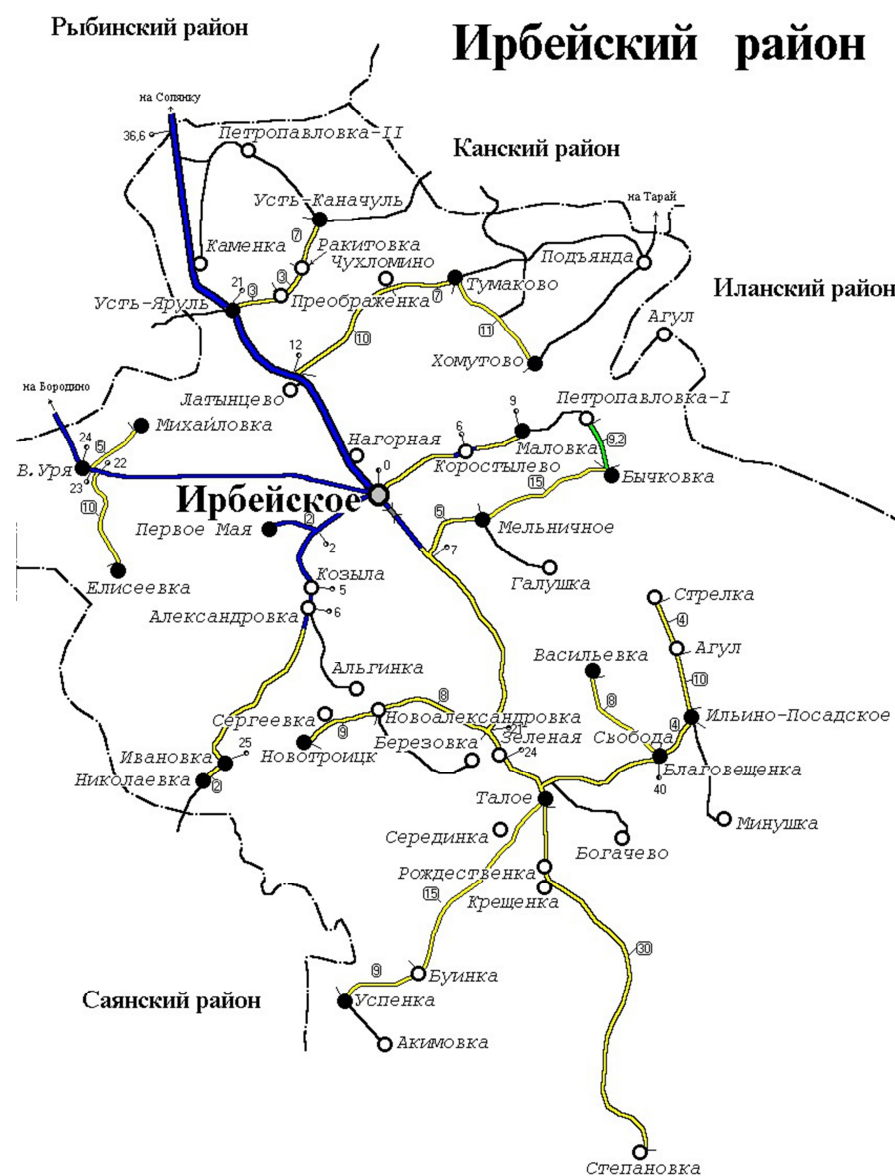 Рыбинский район
Ирбейский район
на Солянку
36,6
Петропавловка-II
Канский район
Усть-Каначуль
на Тарай
7
Каменка
Ракитовка
Чухломино
Подъянда
21
3
3
Усть-Яруль
Преображенка
7
Тумаково
Иланский район
Агул
10
11
12
Хомутово
на Бородино
Латынцево
Петропавловка-I
9
24
5
Михайловка
Нагорная
6
Маловка
9,2
В.Уря
22
0
Коростылево
Бычковка
23
15
10
Ирбейское
Первое Мая
2
5
Мельничное
2
7
Елисеевка
Козыла
5
Галушка
Александровка
6
Стрелка
4
Васильевка
Агул
Альгинка
10
8
8
Сергеевка
Новоалександровка
4
Ильино-Посадское
25
9
21
Зеленая
Свобода
Ивановка
Новотроицк
Березовка
24
Благовещенка
Николаевка
2
40
Талое
Минушка
Серединка
Богачево
Рождественка
15
Крещенка
30
9
Буинка
Саянский район
Успенка
Акимовка
Степановка